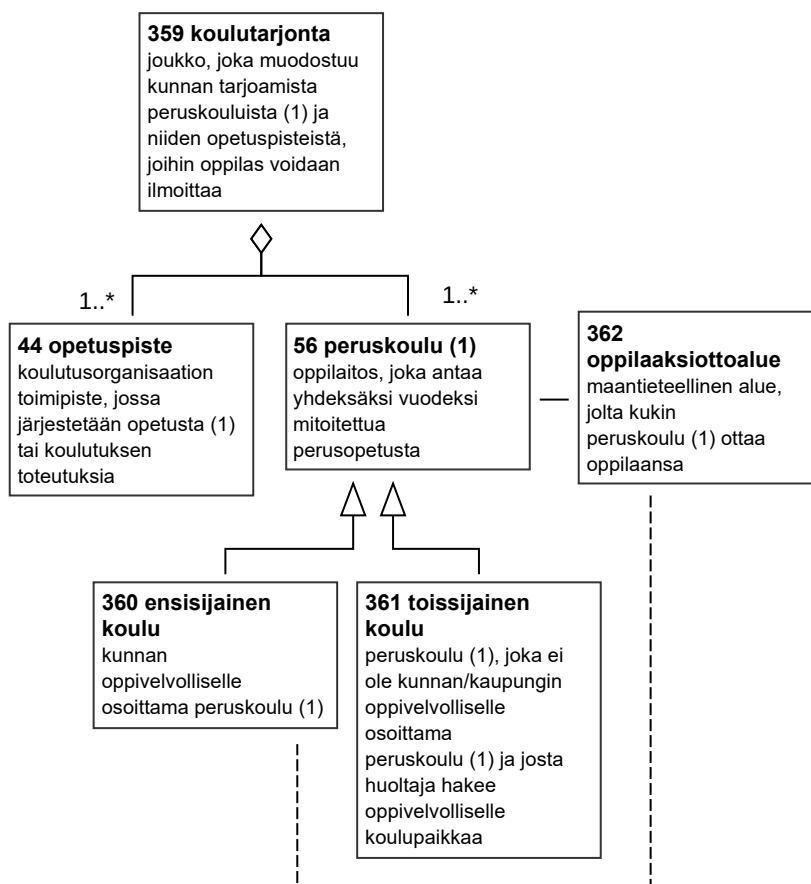 359 koulutarjonta
joukko, joka muodostuu
kunnan tarjoamista
peruskouluista (1) ja
niiden opetuspisteistä,
joihin oppilas voidaan
ilmoittaa
1..*
1..*
44 opetuspiste
koulutusorganisaation
toimipiste, jossa
järjestetään opetusta (1)
tai koulutuksen
toteutuksia
56 peruskoulu (1)
oppilaitos, joka antaa
yhdeksäksi vuodeksi
mitoitettua
perusopetusta
362
oppilaaksiottoalue
maantieteellinen alue,
jolta kukin
peruskoulu (1) ottaa
oppilaansa
360 ensisijainen
koulu
kunnan
oppivelvolliselle
osoittama peruskoulu (1)
361 toissijainen
koulu
peruskoulu (1), joka ei
ole kunnan/kaupungin
oppivelvolliselle
osoittama
peruskoulu (1) ja josta
huoltaja hakee
oppivelvolliselle
koulupaikkaa